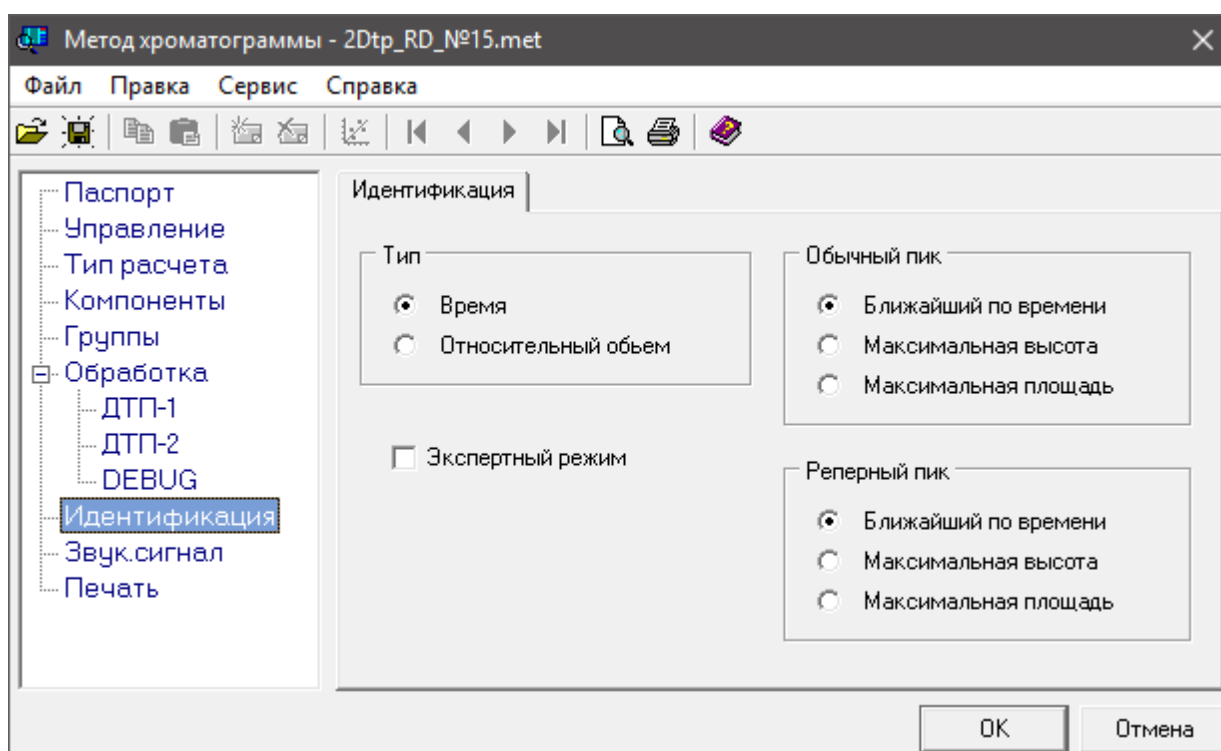 Метод хроматограммы - 2Dtp_RD_№15.met
Файл Правка Сервис Справка
Паспорт
Управление
Тип расчета
Компоненты
Группы
Обработка
ДТП-1
ДТП-2
DEBUG
Идентификация
Звук.сигнал
Печать
Идентификация
Тип
Время
Относительный обьем
Экспертный режим
Обычный пик
Ближайший по времени
Максимальная высота
Максимальная площадь
Реперный пик
Ближайший по времени
Максимальная высота
Максимальная площадь
OK Отмена